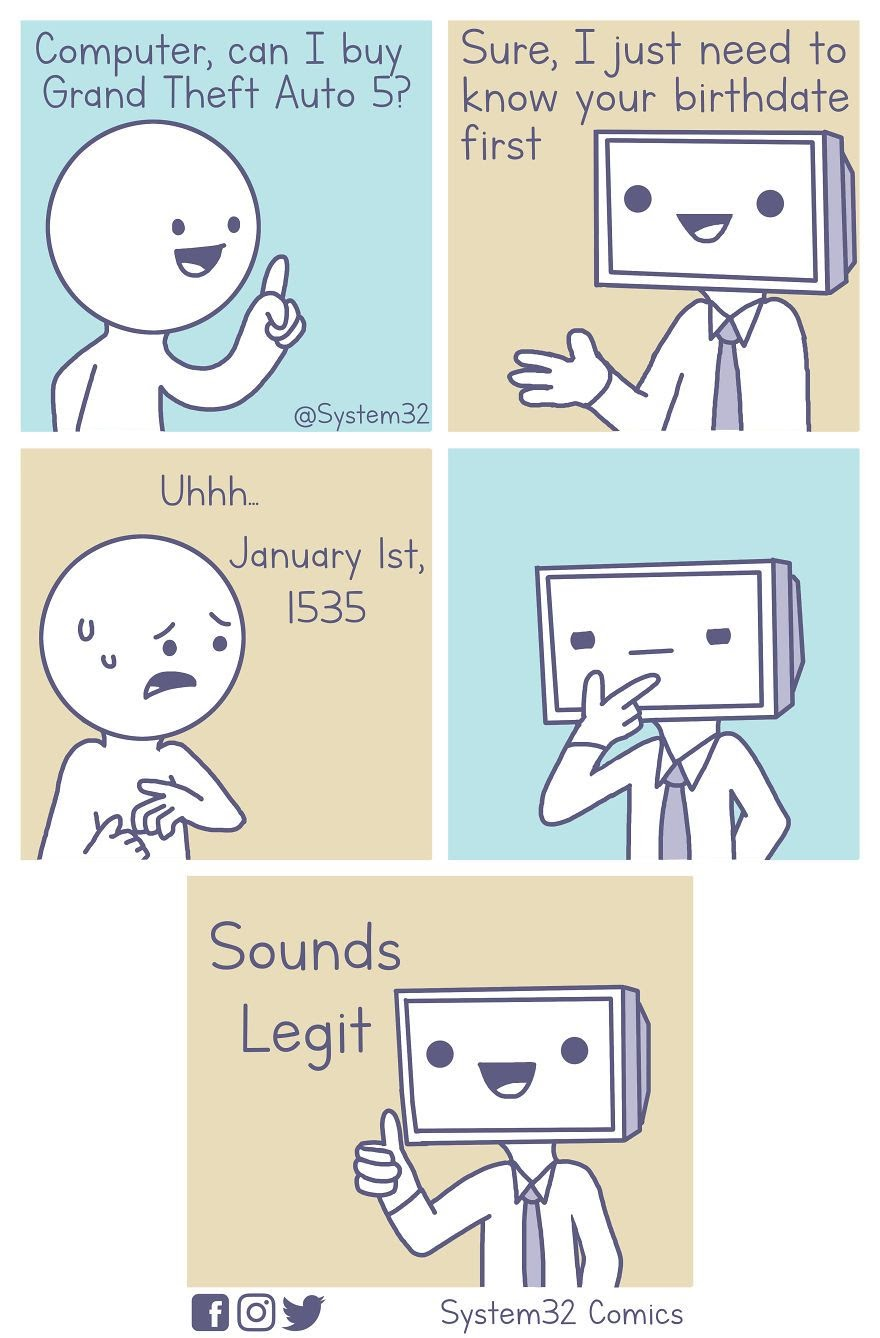 Computer, can I buy
Grand Theft Auto 5?
@System32
Sure, I just need to
know your birthdate
first
Uhhh...
January 1st,
1535
Sounds
Legit
System32 Comics